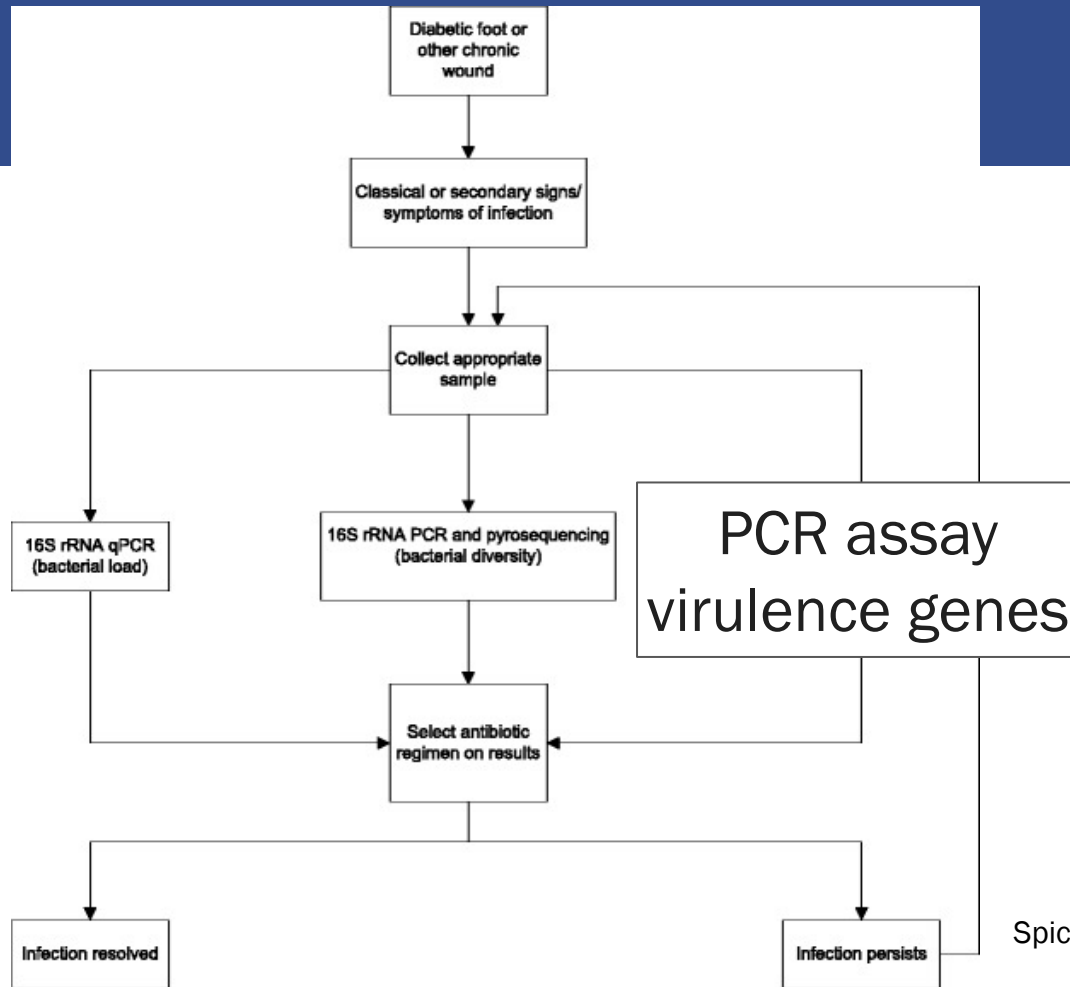 Diabetic foot or
other chronic
wound
Classical or secondary signs/
symptoms of infection
Collect appropriate
sample
16S rRNA qPCR
(bacterial load)
16S rRNA PCR and pyrosequencing
(bacterial diversity)
PCR assay
virulence genes
Select antibiotic
regimen on results
Infection resolved
Infection persists
Spic